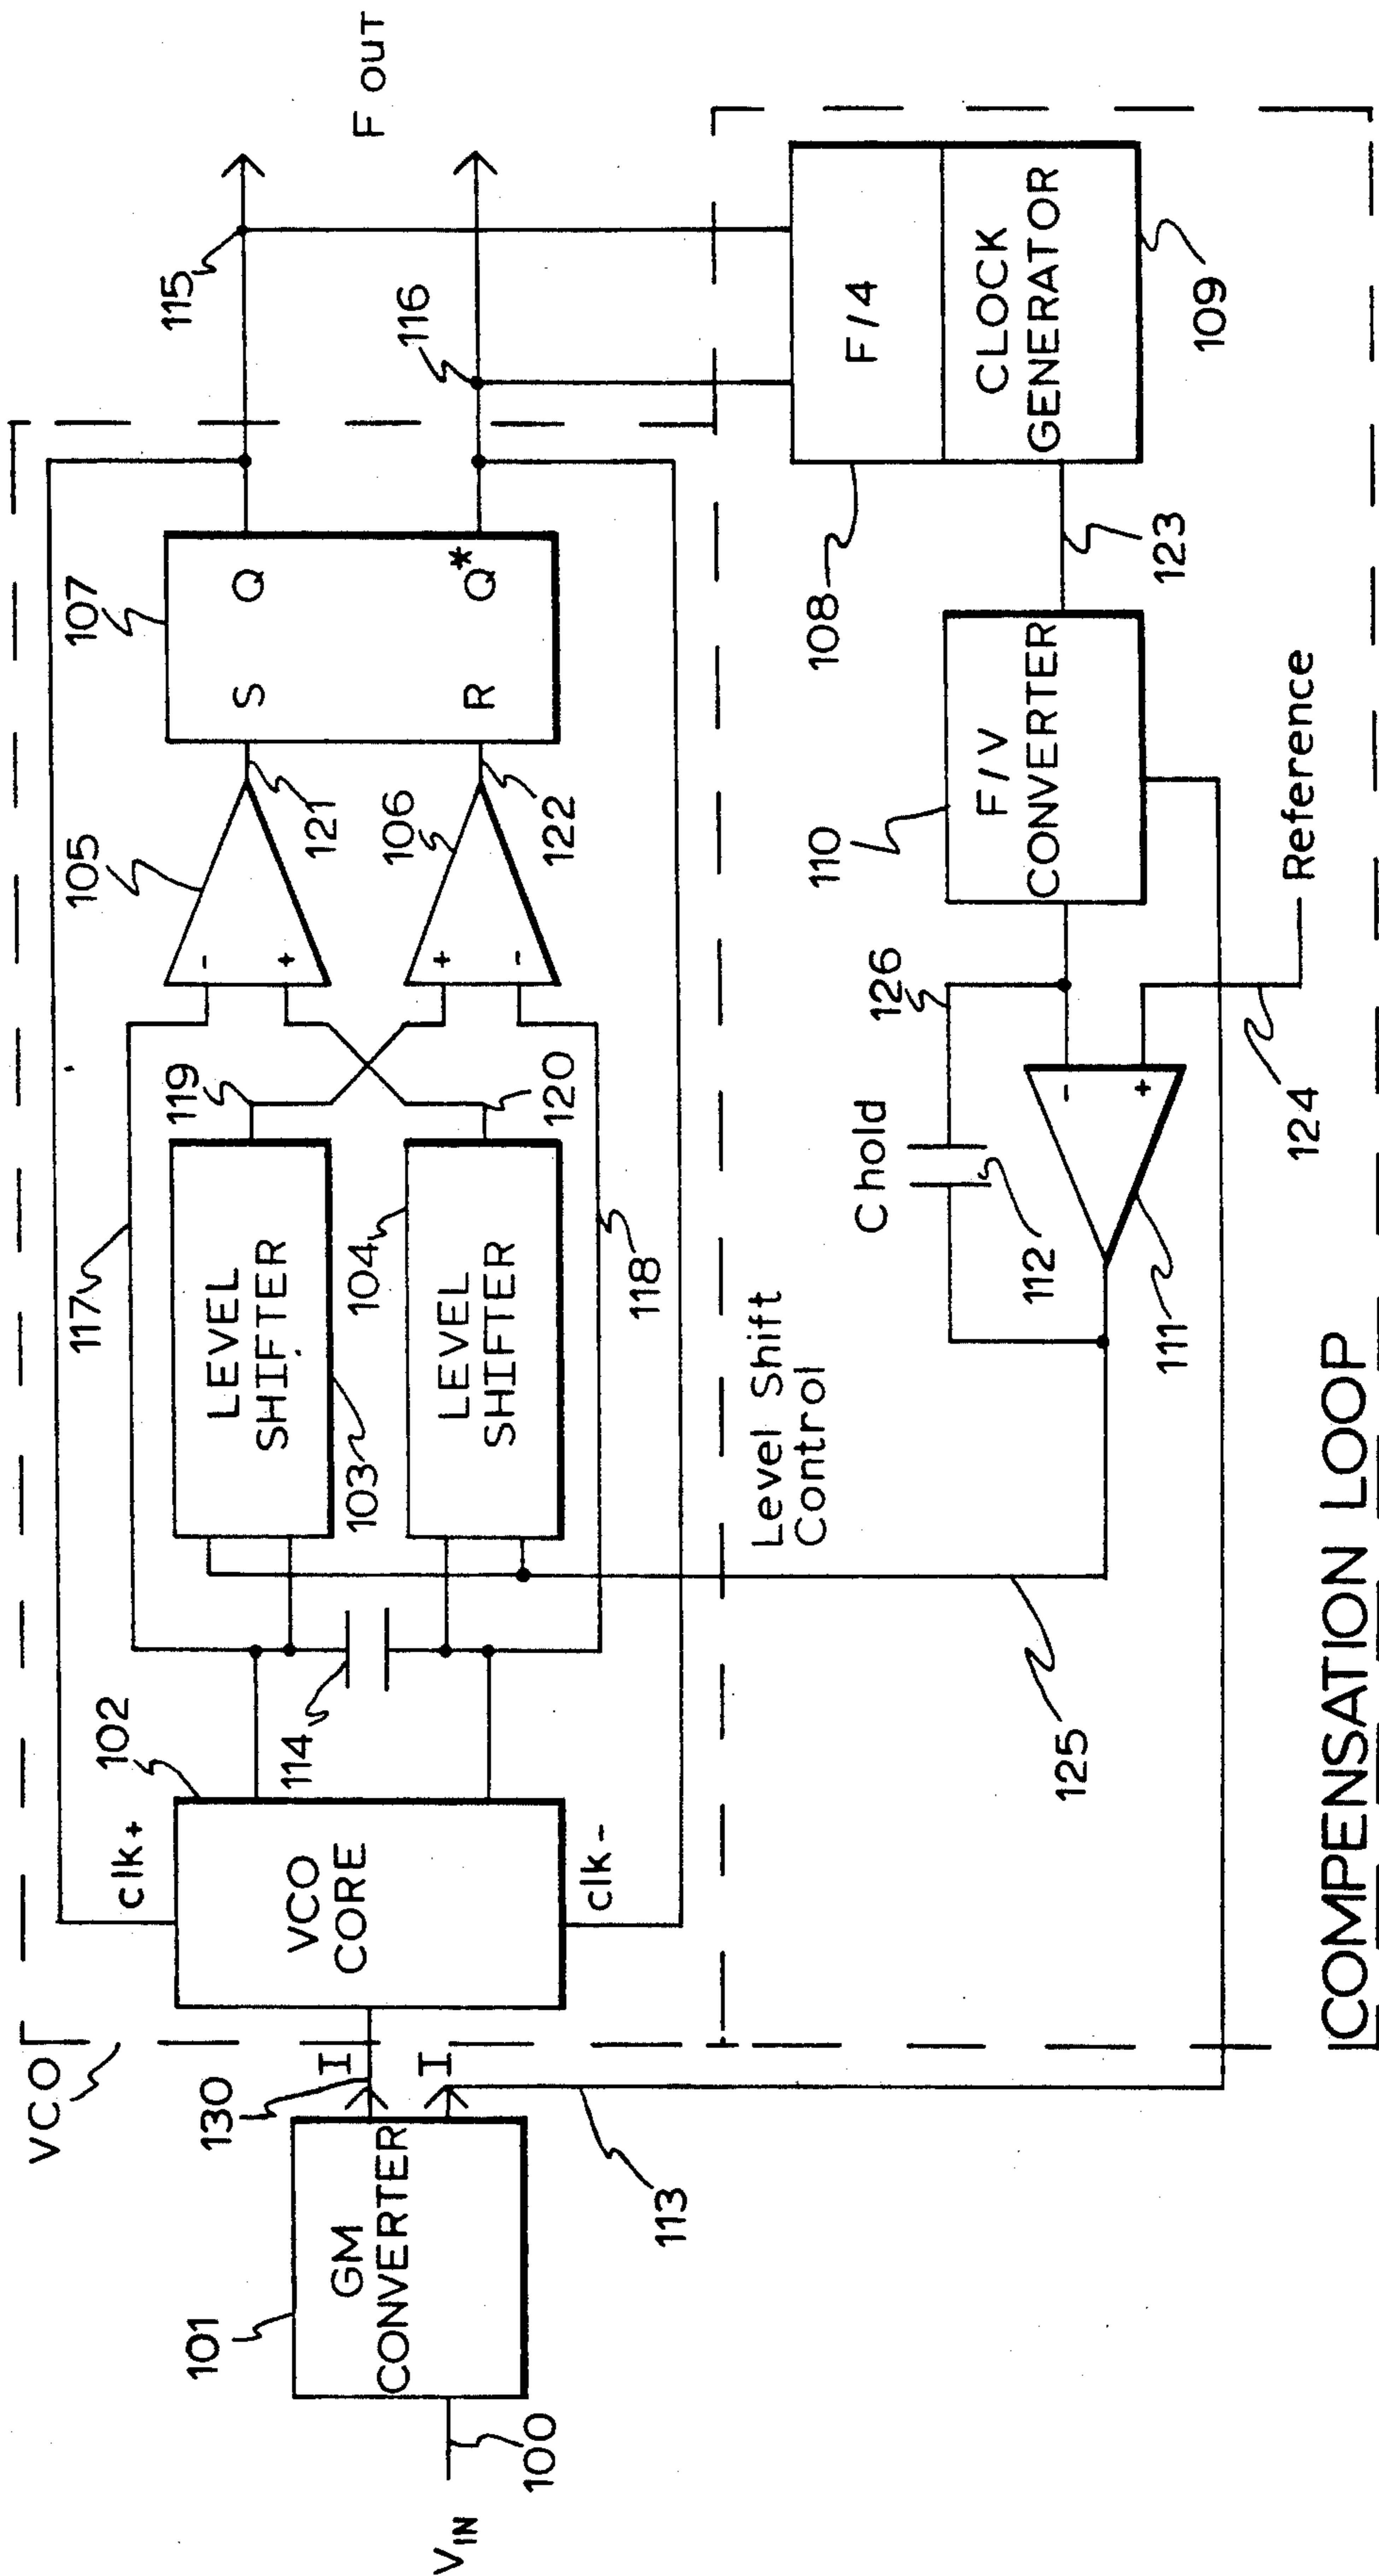 VCO
VIN
100
101
GM
CONVERTER
130
I
I
113
clk+
102
VCO
CORE
clk-
114
117
LEVEL
SHIFTER
103
LEVEL
SHIFTER
104
118
119
120
105
-
+
106
+
-
121
122
107
S
Q
R
Q*
115
116
F OUT
Level Shift
Control
125
C hold
112
126
111
-
+
124
Reference
110
F/V
CONVERTER
123
108
F/4
CLOCK
GENERATOR
109
COMPENSATION LOOP